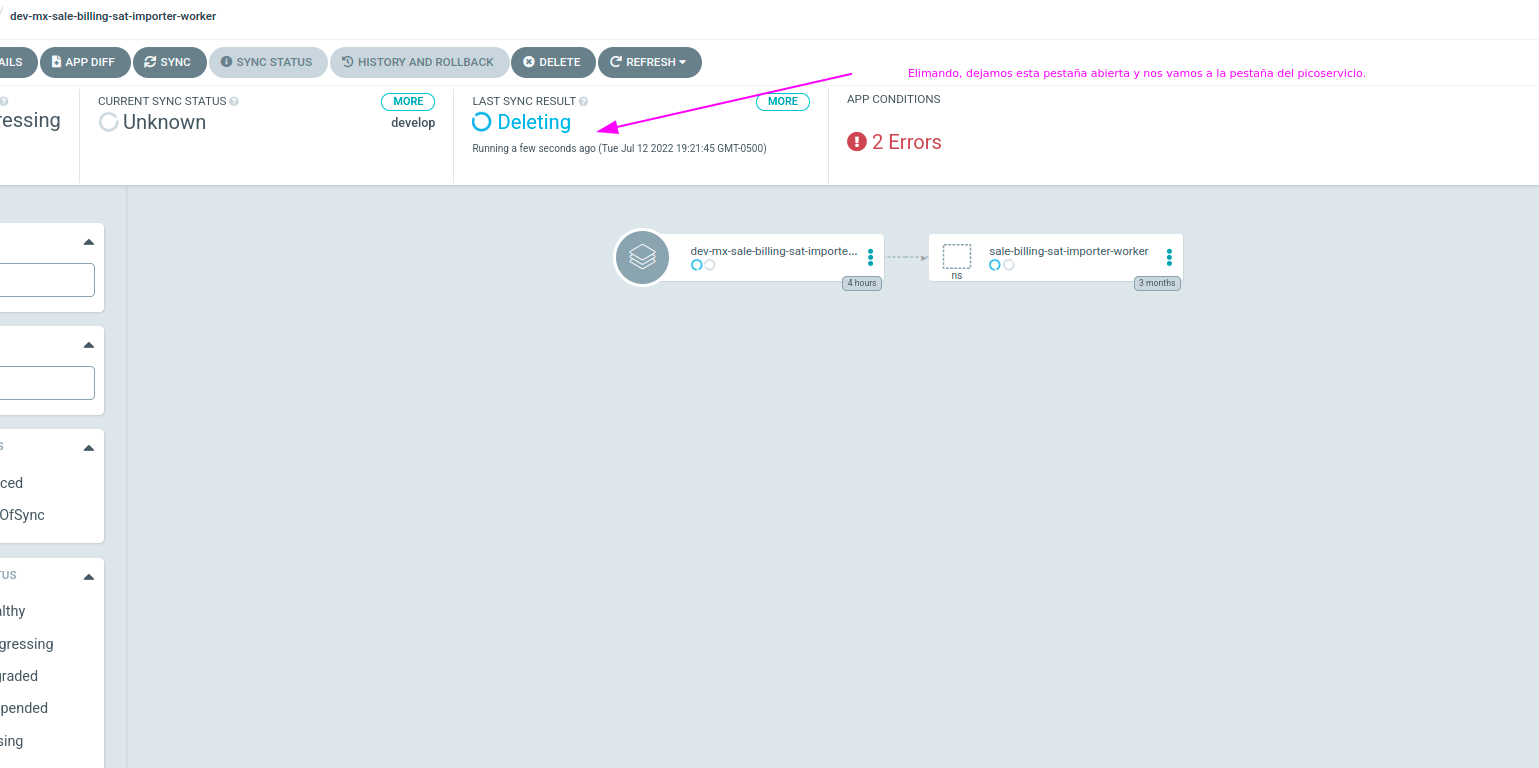 dev-mx-sale-billing-sat-importer-worker
AILS
APP DIFF
SYNC
SYNC STATUS
HISTORY AND ROLLBACK
DELETE
REFRESH
Elimando, dejamos esta pestaña abierta y nos vamos a la pestaña del picoservicio.
ressing
CURRENT SYNC STATUS
MORE
Unknown
develop
LAST SYNC RESULT
MORE
Deleting
Running a few seconds ago (Tue Jul 12 2022 19:21:45 GMT-0500)
APP CONDITIONS
2 Errors
dev-mx-sale-billing-sat-importe...
4 hours
sale-billing-sat-importer-worker
ns
3 months
S
ced
OfSync
TUS
althy
gressing
graded
pended
sing